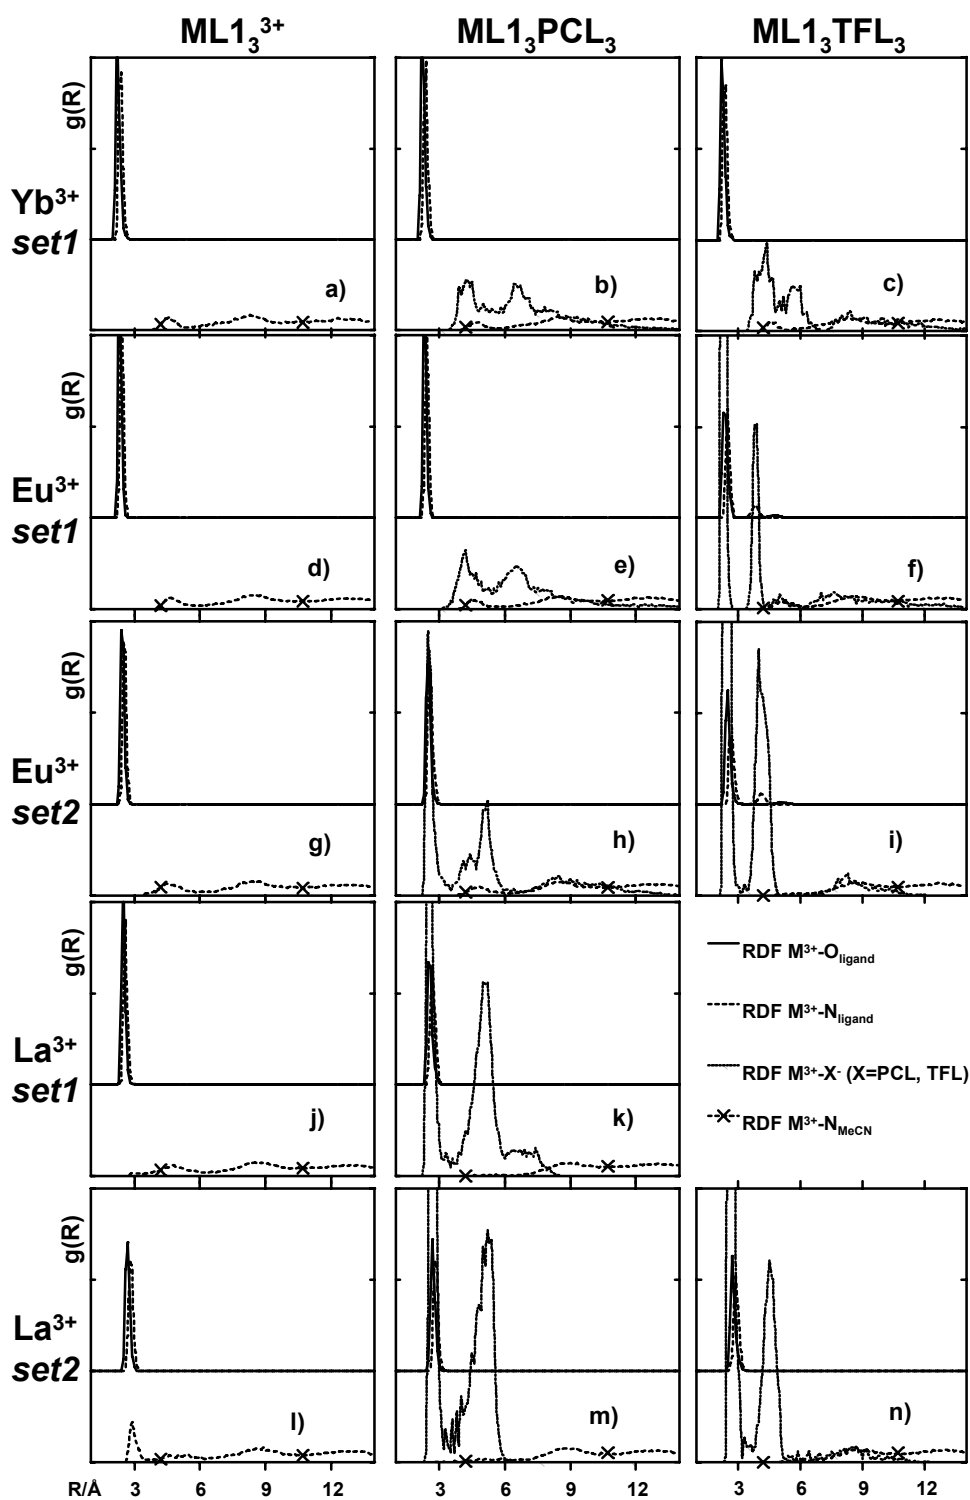 ML1₃³⁺ ML1₃PCL₃ ML1₃TFL₃
g(R)
Yb³⁺
set1
a) b) c)
g(R)
Eu³⁺
set1
d) e) f)
g(R)
Eu³⁺
set2
g) h) i)
g(R)
La³⁺
set1
j) k)
RDF M³⁺-O_ligand
RDF M³⁺-N_ligand
RDF M³⁺-X⁻ (X=PCL, TFL)
RDF M³⁺-N_MeCN
g(R)
La³⁺
set2
l) m) n)
R/Å 3 6 9 12 3 6 9 12 3 6 9 12